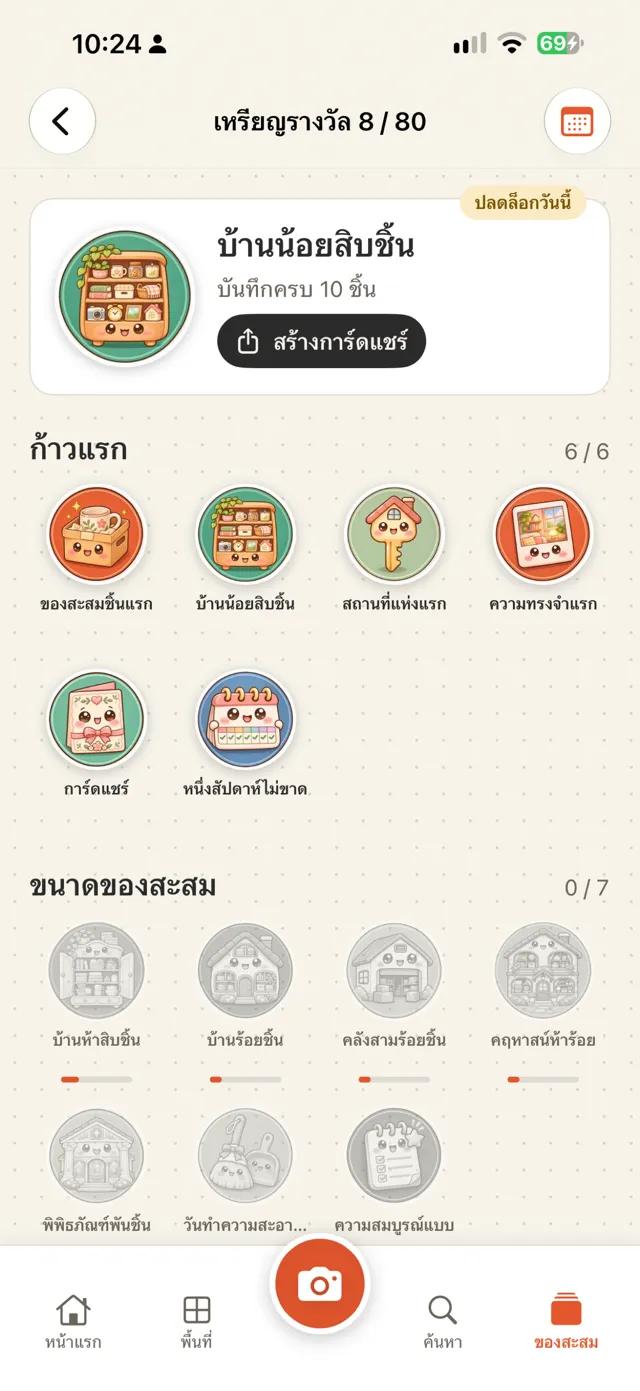 10:24
69
เหรียญรางวัล 8 / 80
ปลดล็อกวันนี้
บ้านน้อยสิบชิ้น
บันทึกครบ 10 ชิ้น
สร้างการ์ดแชร์
ก้าวแรก 6 / 6
ของสะสมชิ้นแรก บ้านน้อยสิบชิ้น สถานที่แห่งแรก ความทรงจำแรก
การ์ดแชร์ หนึ่งสัปดาห์ไม่ขาด
ขนาดของสะสม 0 / 7
บ้านห้าสิบชิ้น บ้านร้อยชิ้น คลังสามร้อยชิ้น คฤหาสน์ห้าร้อย
พิพิธภัณฑ์พันชิ้น วันทำความสะอา... ความสมบูรณ์แบบ
หน้าแรก พื้นที่ ค้นหา ของสะสม